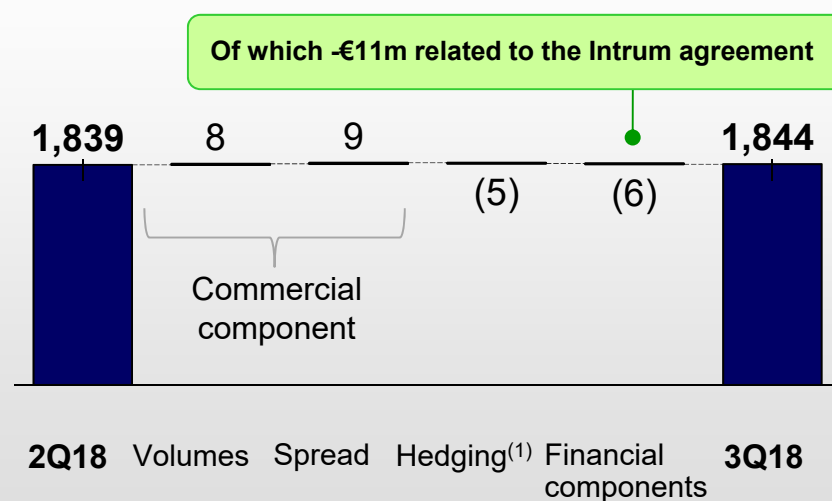 Of which -€11m related to the Intrum agreement
1,839 8 9 1,844
(5) (6)
Commercial
component
2Q18 Volumes Spread Hedging(1) Financial
components 3Q18